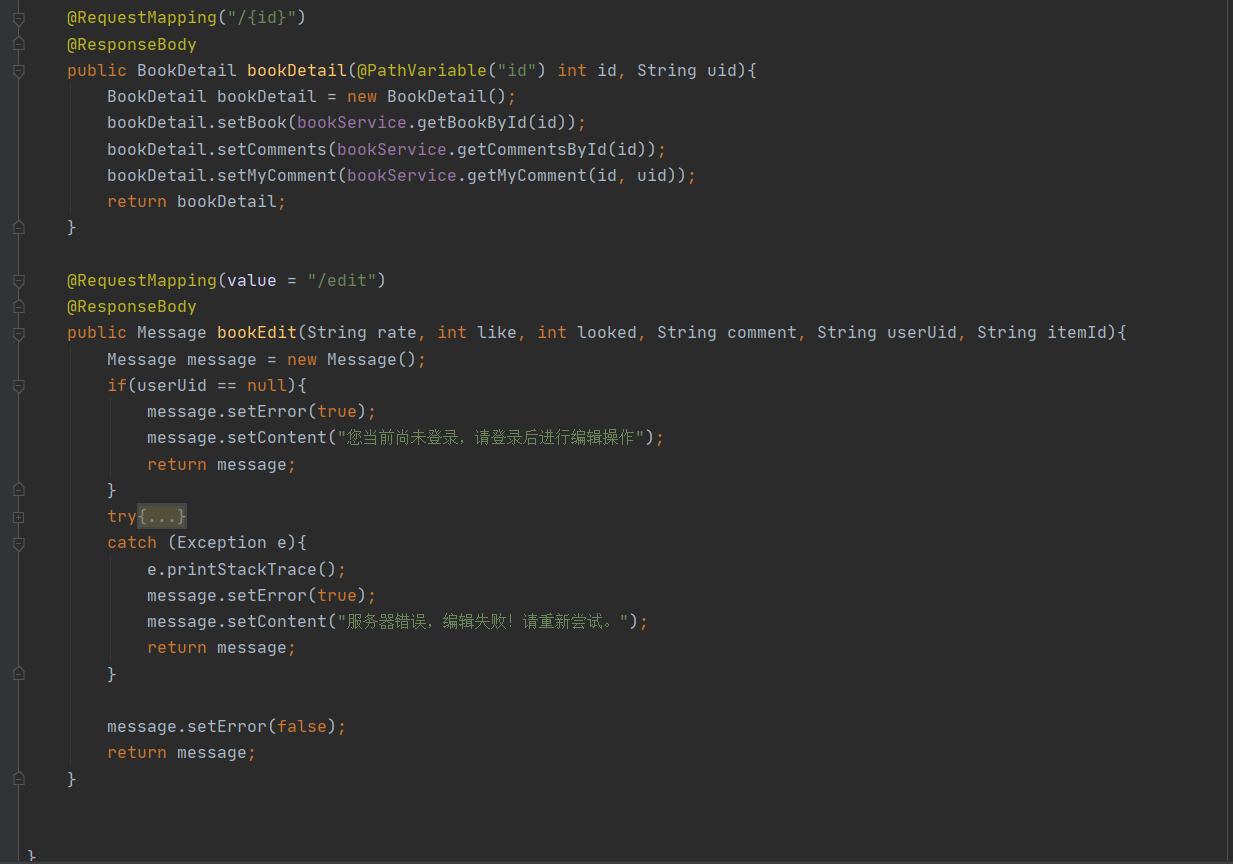 @RequestMapping("/{id}")
@ResponseBody
public BookDetail bookDetail(@PathVariable("id") int id, String uid){
BookDetail bookDetail = new BookDetail();
bookDetail.setBook(bookService.getBookById(id));
bookDetail.setComments(bookService.getCommentsById(id));
bookDetail.setMyComment(bookService.getMyComment(id, uid));
return bookDetail;
}
@RequestMapping(value = "/edit")
@ResponseBody
public Message bookEdit(String rate, int like, int looked, String comment, String userUid, String itemId){
Message message = new Message();
if(userUid == null){
message.setError(true);
message.setContent("您当前尚未登录，请登录后进行编辑操作");
return message;
}
try{...}
catch (Exception e){
e.printStackTrace();
message.setError(true);
message.setContent("服务器错误，编辑失败！请重新尝试。");
return message;
}
message.setError(false);
return message;
}
}